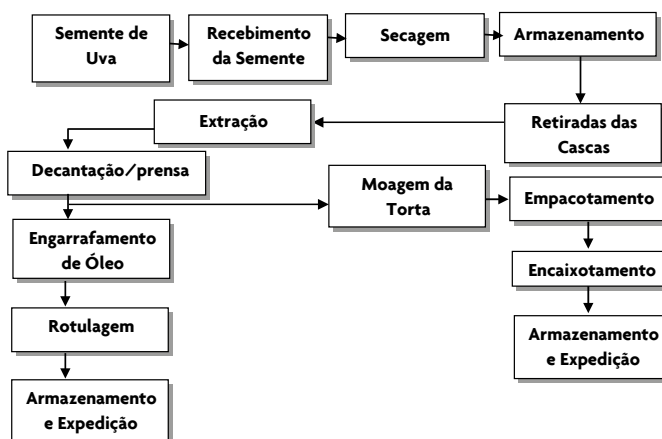 Semente de
Uva
Recebimento
da Semente
Secagem
Armazenamento
Retiradas das
Cascas
Extração
Decantação/prensa
Moagem da
Torta
Empacotamento
Engarrafamento
de Óleo
Encaixotamento
Rotulagem
Armazenamento
e Expedição
Armazenamento
e Expedição